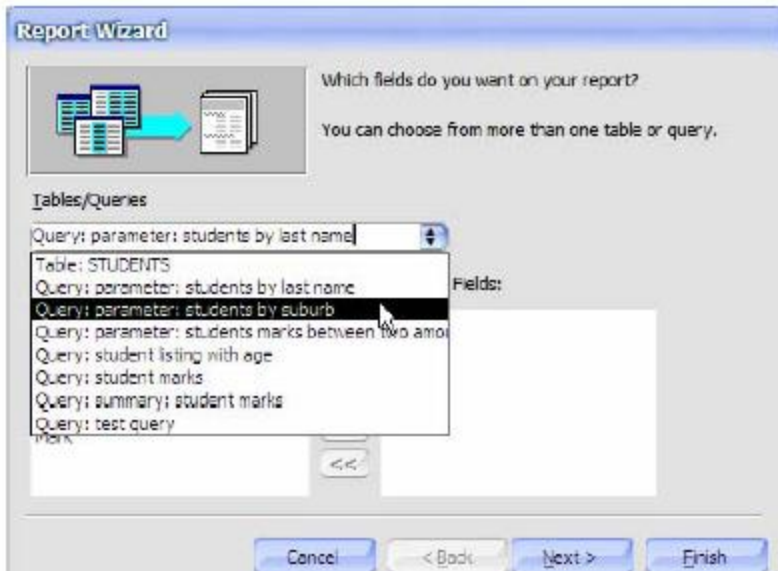 Report Wizard
Which fields do you want on your report?
You can choose from more than one table or query.
Tables/Queries
Query: parameter: students by last name
Table: STUDENTS
Query: parameter: students by last name
Fields:
Query: parameter: students by suburb
Query: parameter: students marks between two amou
Query: student listing with age
Query: student marks
Query: summary: student marks
Query: test query
Mark
<<
Cancel
< Back
Next >
Finish